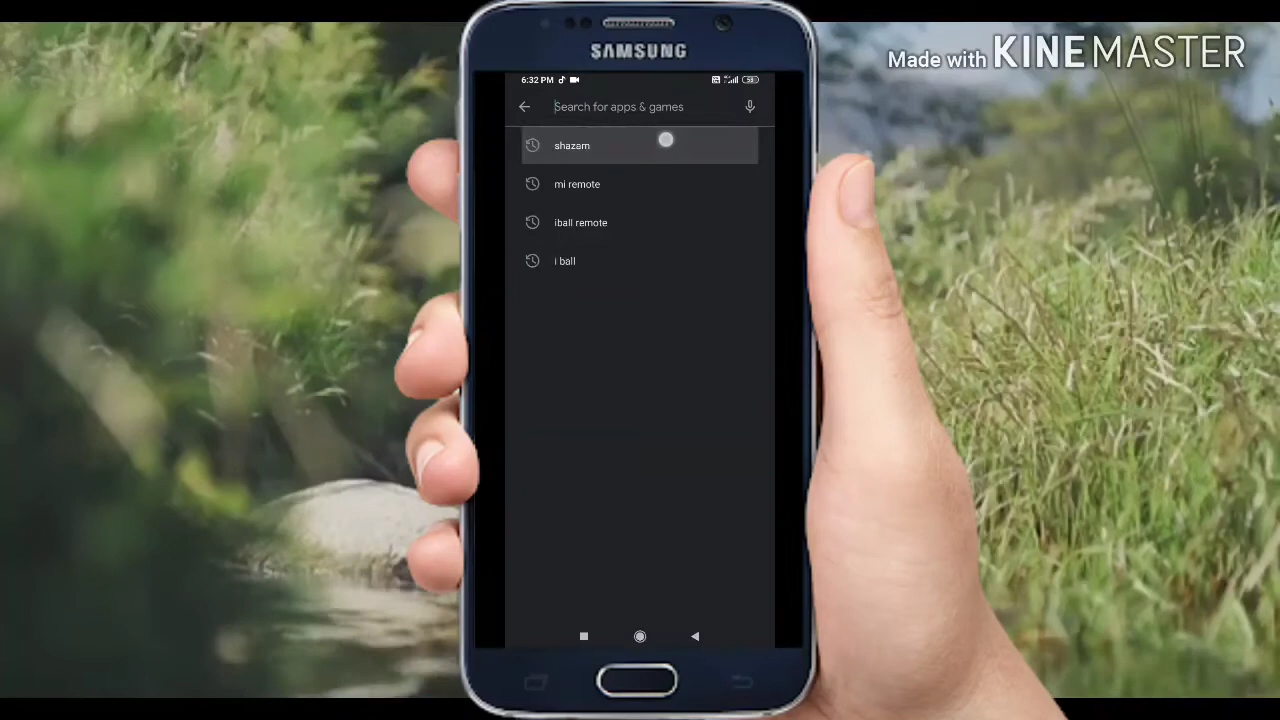 Made with KINEMASTER
SAMSUNG
6:32 PM
Search for apps & games
shazam
mi remote
iball remote
i ball